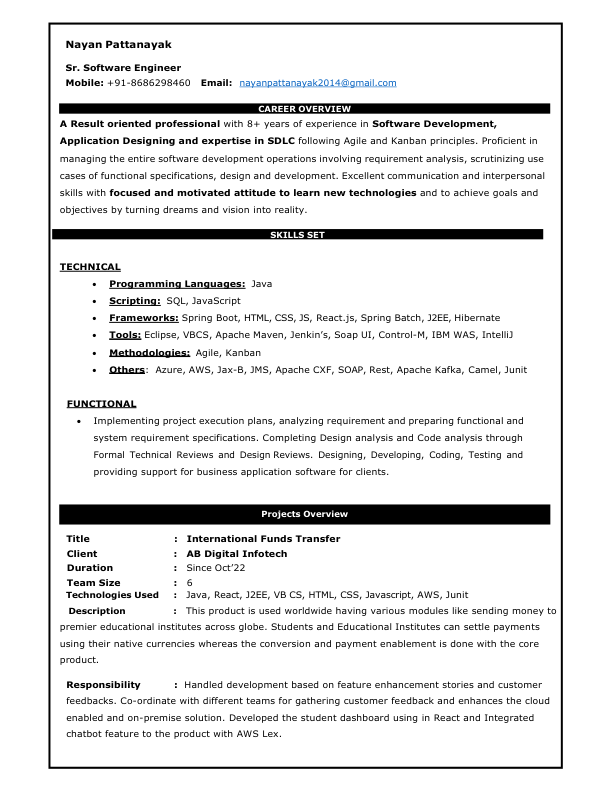 Nayan Pattanayak
Sr. Software Engineer
Mobile: +91-8686298460 Email: nayanpattanayak2014@gmail.com
CAREER OVERVIEW
A Result oriented professional with 8+ years of experience in Software Development,
Application Designing and expertise in SDLC following Agile and Kanban principles. Proficient in
managing the entire software development operations involving requirement analysis, scrutinizing use
cases of functional specifications, design and development. Excellent communication and interpersonal
skills with focused and motivated attitude to learn new technologies and to achieve goals and
objectives by turning dreams and vision into reality.
SKILLS SET
TECHNICAL
• Programming Languages: Java
• Scripting: SQL, JavaScript
• Frameworks: Spring Boot, HTML, CSS, JS, React.js, Spring Batch, J2EE, Hibernate
• Tools: Eclipse, VBCS, Apache Maven, Jenkin’s, Soap UI, Control-M, IBM WAS, IntelliJ
• Methodologies: Agile, Kanban
• Others: Azure, AWS, Jax-B, JMS, Apache CXF, SOAP, Rest, Apache Kafka, Camel, Junit
FUNCTIONAL
• Implementing project execution plans, analyzing requirement and preparing functional and
system requirement specifications. Completing Design analysis and Code analysis through
Formal Technical Reviews and Design Reviews. Designing, Developing, Coding, Testing and
providing support for business application software for clients.
Projects Overview
Title : International Funds Transfer
Client : AB Digital Infotech
Duration : Since Oct’22
Team Size : 6
Technologies Used : Java, React, J2EE, VB CS, HTML, CSS, Javascript, AWS, Junit
Description : This product is used worldwide having various modules like sending money to
premier educational institutes across globe. Students and Educational Institutes can settle payments
using their native currencies whereas the conversion and payment enablement is done with the core
product.
Responsibility : Handled development based on feature enhancement stories and customer
feedbacks. Co-ordinate with different teams for gathering customer feedback and enhances the cloud
enabled and on-premise solution. Developed the student dashboard using in React and Integrated
chatbot feature to the product with AWS Lex.